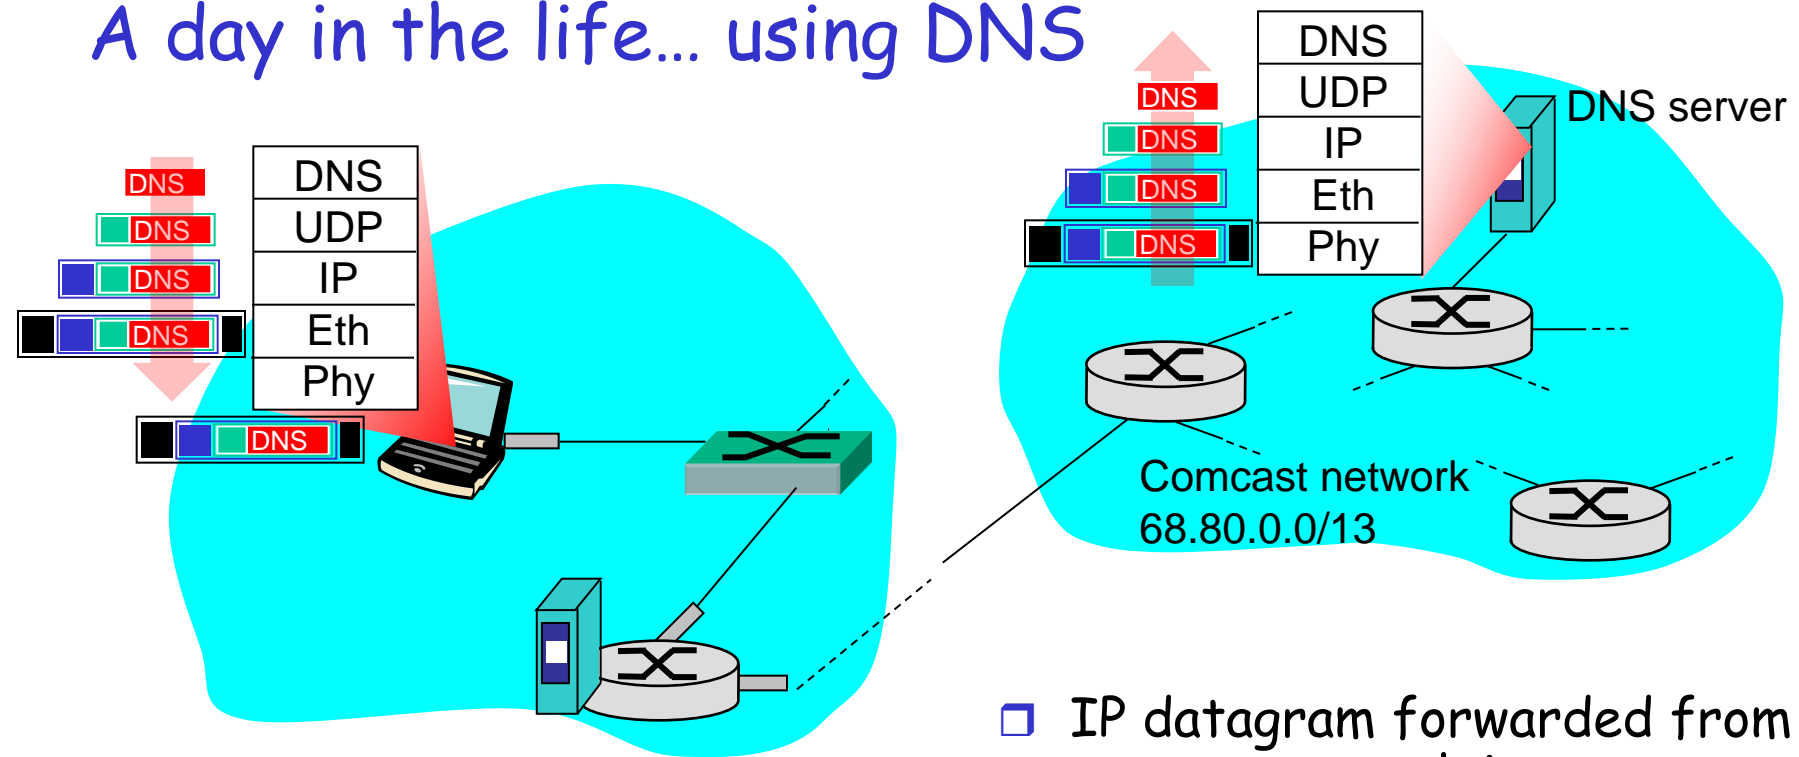 A day in the life... using DNS
DNS
DNS
DNS
DNS
DNS
DNS
UDP
IP
Eth
Phy
DNS
DNS
DNS
DNS
DNS
UDP
IP
Eth
Phy
DNS server
Comcast network
68.80.0.0/13
IP datagram forwarded from